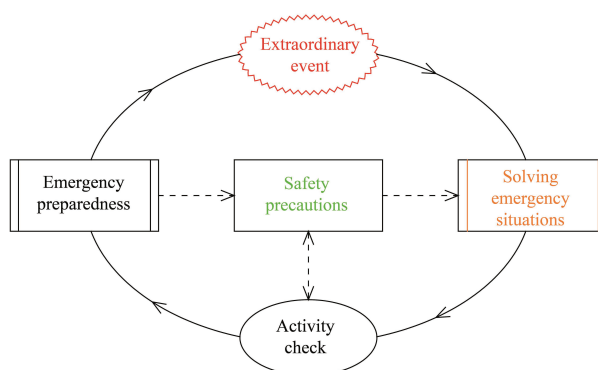 Extraordinary
event
Emergency
preparedness
Safety
precautions
Solving
emergency
situations
Activity
check